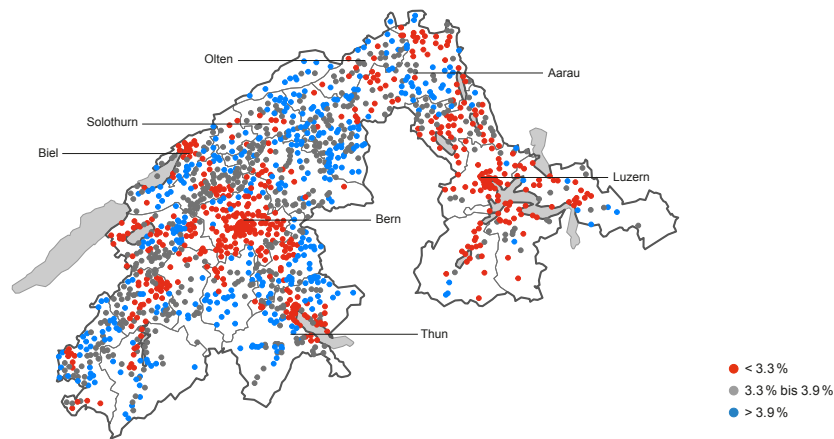 Olten
Aarau
Solothurn
Biel
Luzern
Bern
Thun
< 3.3 %
3.3 % bis 3.9 %
> 3.9 %